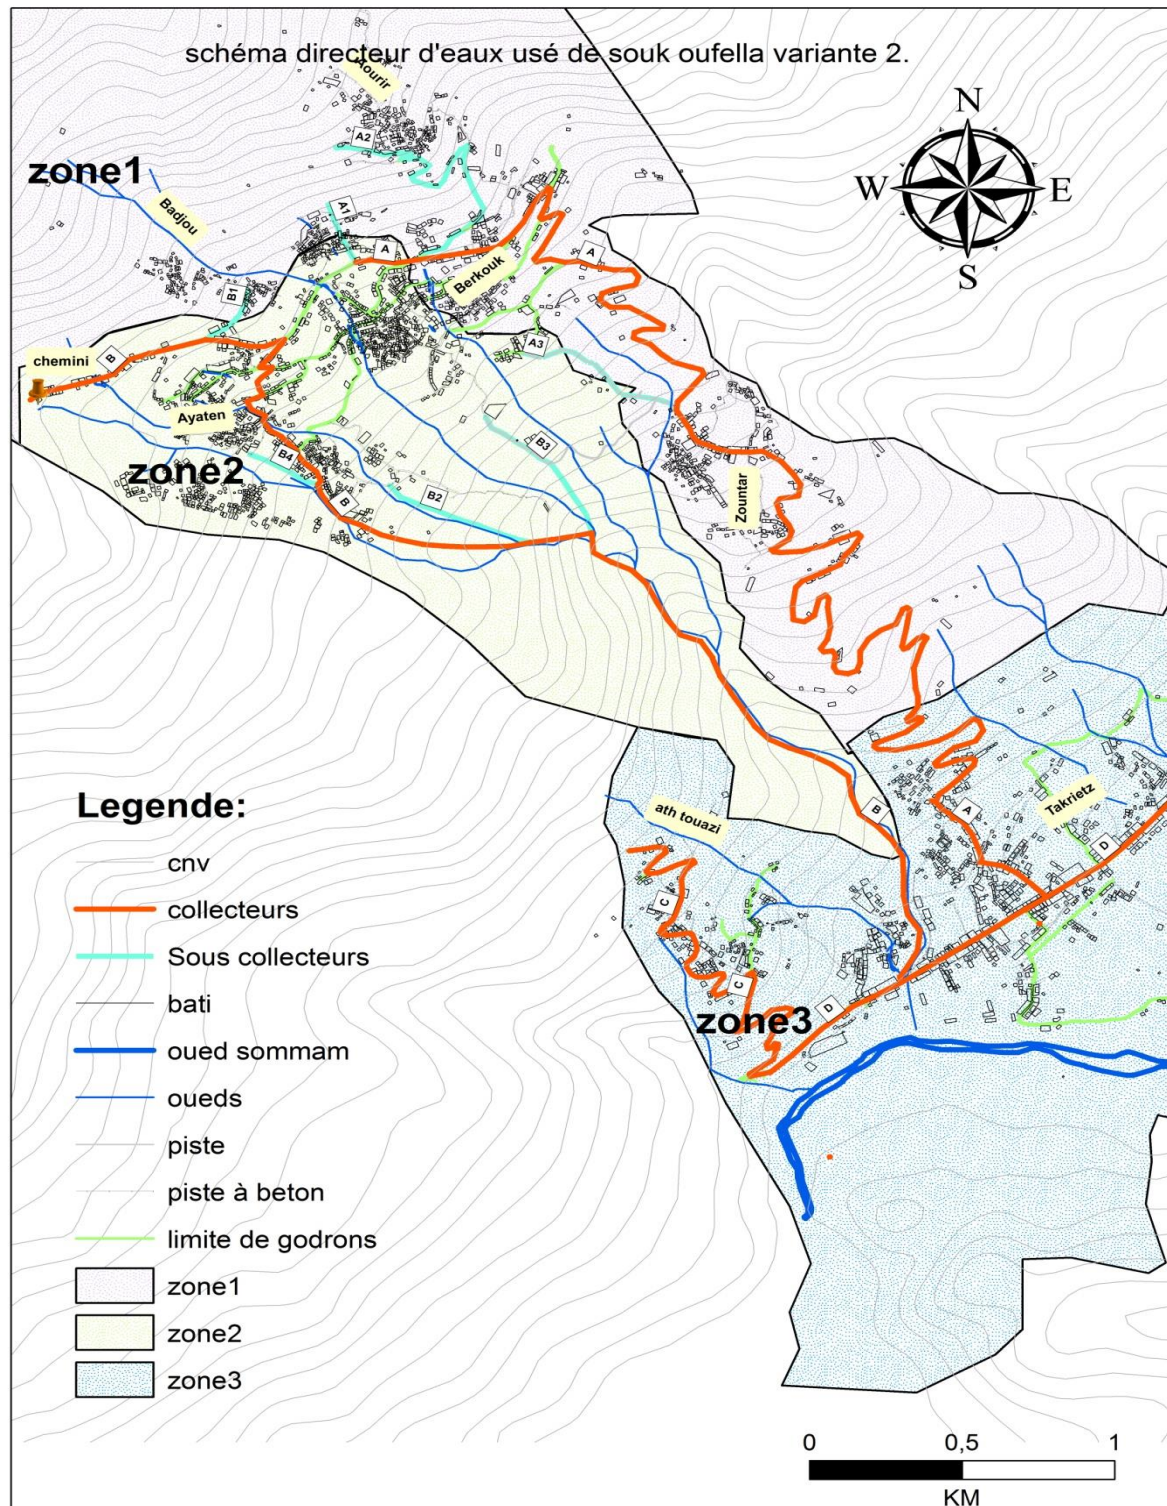 schéma directeur d'eaux usé de souk oufella variante 2.
Aourir
N
A2
zone1
W
E
Badjou
A1
A
A
S
Berkouk
B1
A3
chemini
B
Ayaten
B3
B4
zone2
B2
B
Zountar
Legende:
ath touazi
B
A
Takrietz
D
cnv
collecteurs
C
Sous collecteurs
C
bati
D
zone3
oued sommam
oueds
piste
piste à beton
limite de godrons
zone1
zone2
zone3
0 0,5 1
KM